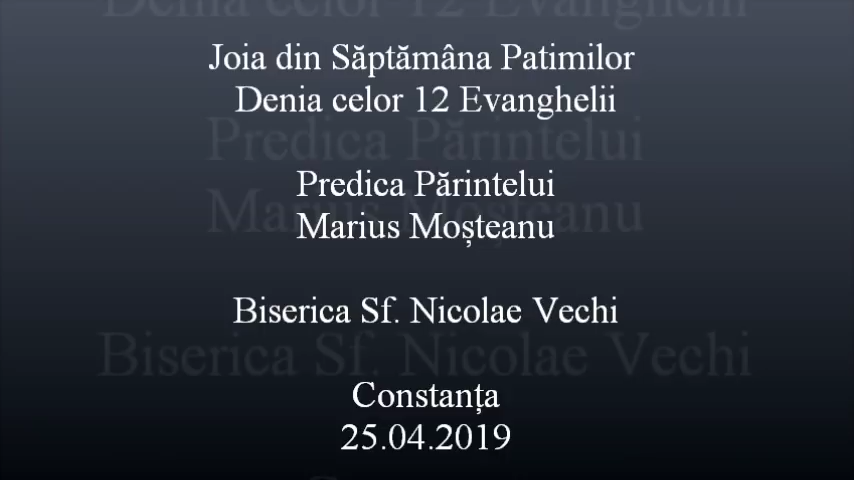 Joia din Săptămâna Patimilor
Denia celor 12 Evanghelii
Predica Părintelui
Marius Moșteanu
Biserica Sf. Nicolae Vechi
Constanța
25.04.2019